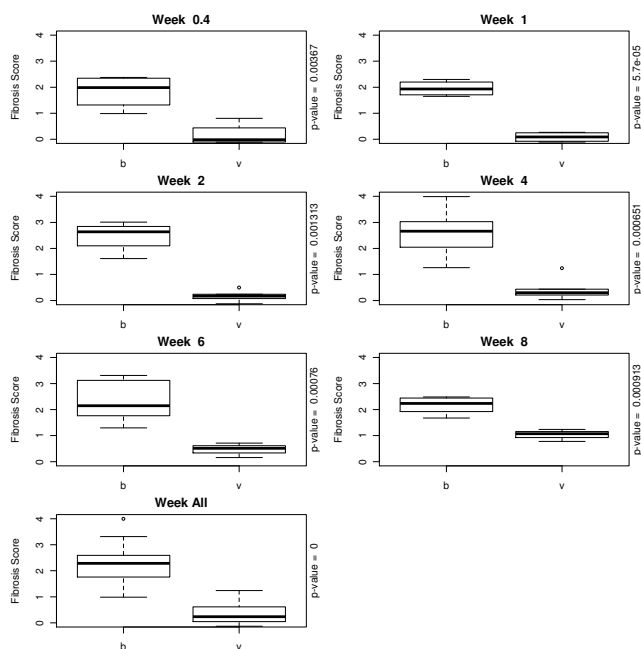 Week 0.4
Fibrosis Score
0 1 2 3 4
b v
p-value = 0.00367
Week 1
Fibrosis Score
0 1 2 3 4
b v
p-value = 5.7e-05
Week 2
Fibrosis Score
0 1 2 3 4
b v
p-value = 0.001313
Week 4
Fibrosis Score
0 1 2 3 4
b v
p-value = 0.000651
Week 6
Fibrosis Score
0 1 2 3 4
b v
p-value = 0.00076
Week 8
Fibrosis Score
0 1 2 3 4
b v
p-value = 0.000913
Week All
Fibrosis Score
0 1 2 3 4
b v
p-value = 0